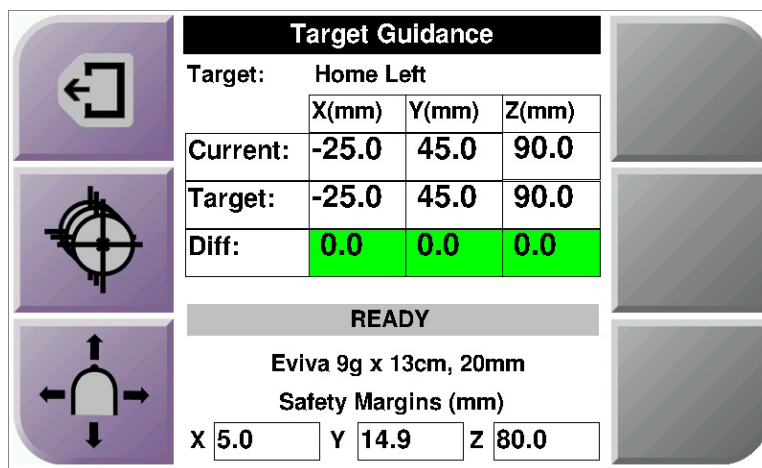 Target Guidance
Target: Home Left
X(mm) Y(mm) Z(mm)
Current: -25.0 45.0 90.0
Target: -25.0 45.0 90.0
Diff: 0.0 0.0 0.0
READY
Eviva 9g x 13cm, 20mm
Safety Margins (mm)
X 5.0 Y 14.9 Z 80.0